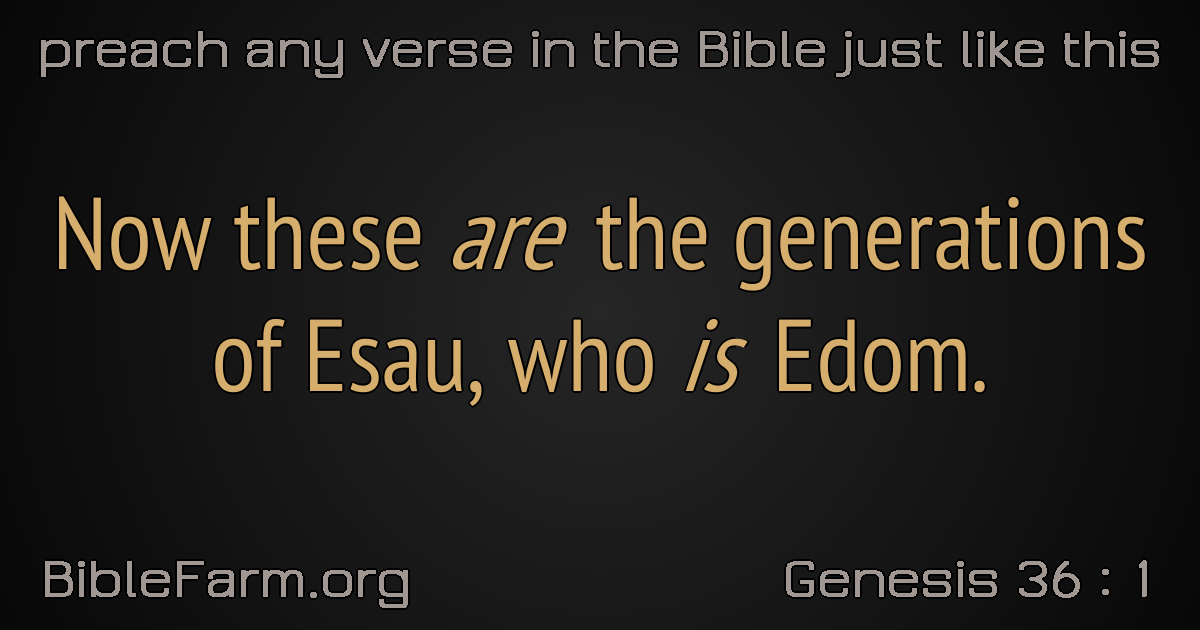 preach any verse in the Bible just like this
Now these are the generations
of Esau, who is Edom.
BibleFarm.org
Genesis 36 : 1